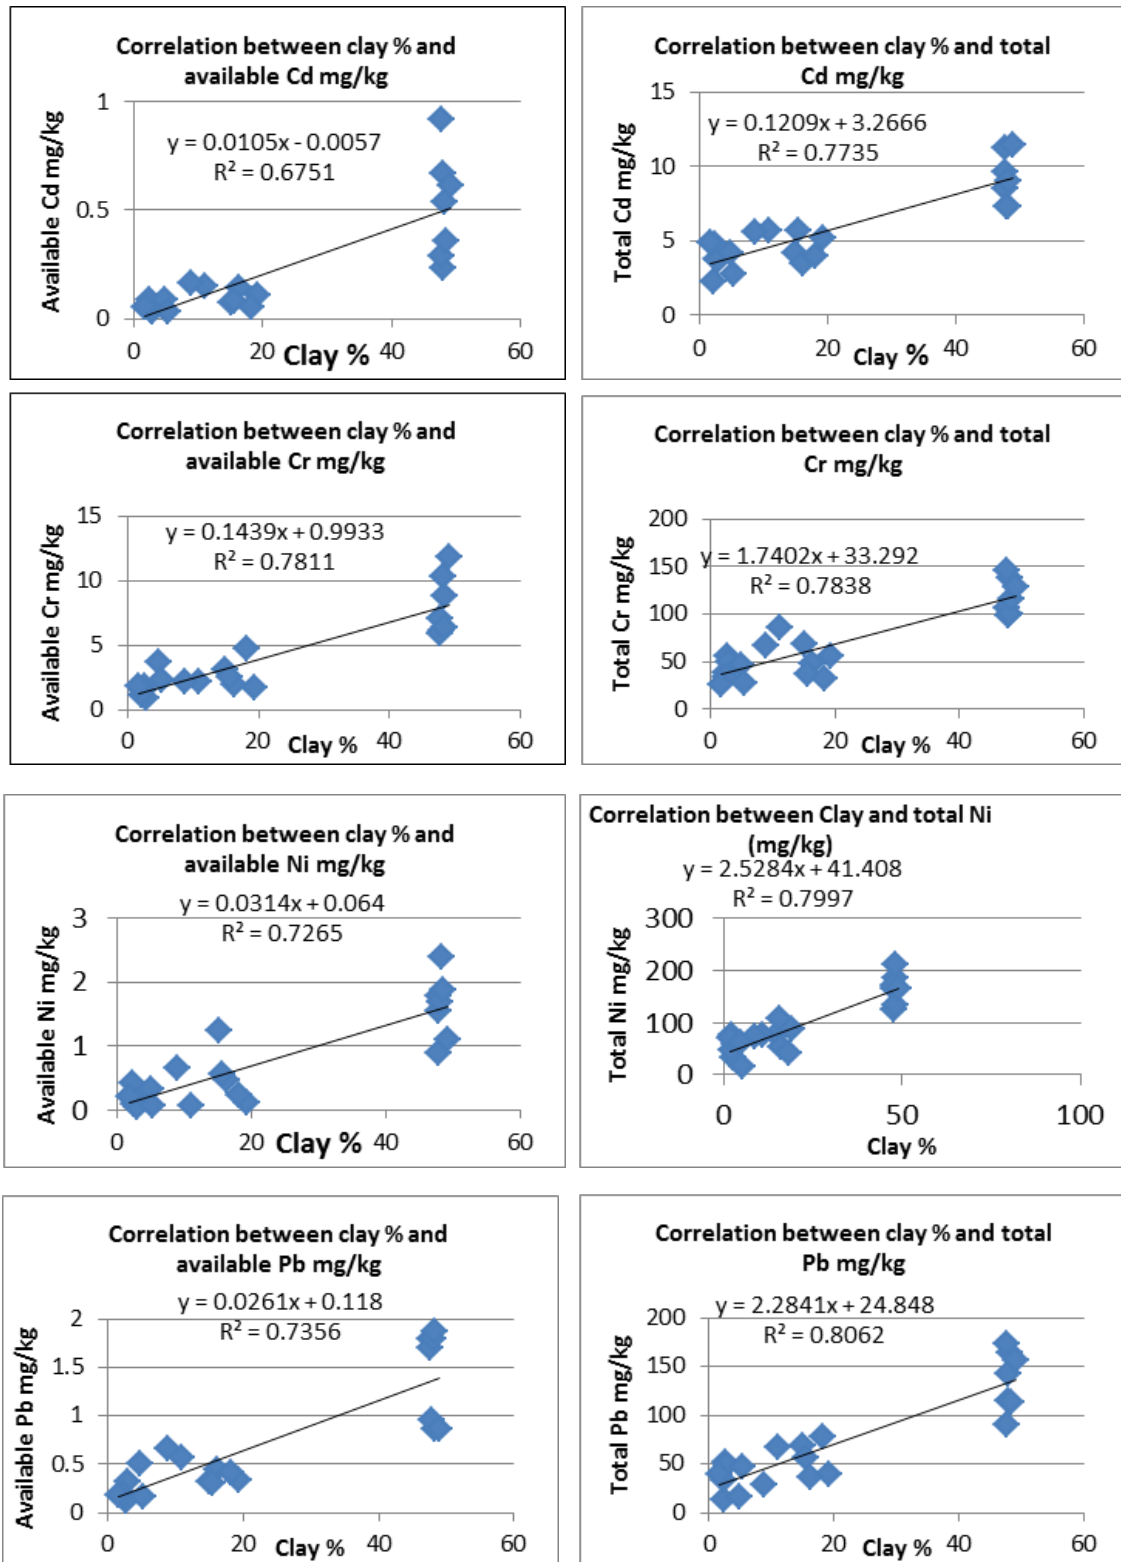 Correlation between clay % and
available Cd mg/kg
y = 0.0105x - 0.0057
R² = 0.6751
Available Cd mg/kg
1
0.5
0
0
20
40
60
Clay %
Correlation between clay % and total
Cd mg/kg
y = 0.1209x + 3.2666
R² = 0.7735
Total Cd mg/kg
15
10
5
0
0
20
40
60
Clay %
Correlation between clay % and
available Cr mg/kg
y = 0.1439x + 0.9933
R² = 0.7811
Available Cr mg/kg
15
10
5
0
0
20
40
60
Clay %
Correlation between clay % and total
Cr mg/kg
y = 1.7402x + 33.292
R² = 0.7838
Total Cr mg/kg
200
150
100
50
0
0
20
40
60
Clay %
Correlation between clay % and
available Ni mg/kg
y = 0.0314x + 0.064
R² = 0.7265
Available Ni mg/kg
3
2
1
0
0
20
40
60
Clay %
Correlation between Clay and total Ni
(mg/kg)
y = 2.5284x + 41.408
R² = 0.7997
Total Ni mg/kg
300
200
100
0
0
50
100
Clay %
Correlation between clay % and
available Pb mg/kg
y = 0.0261x + 0.118
R² = 0.7356
Available Pb mg/kg
2
1.5
1
0.5
0
0
20
40
60
Clay %
Correlation between clay % and total
Pb mg/kg
y = 2.2841x + 24.848
R² = 0.8062
Total Pb mg/kg
200
150
100
50
0
0
20
40
60
Clay %